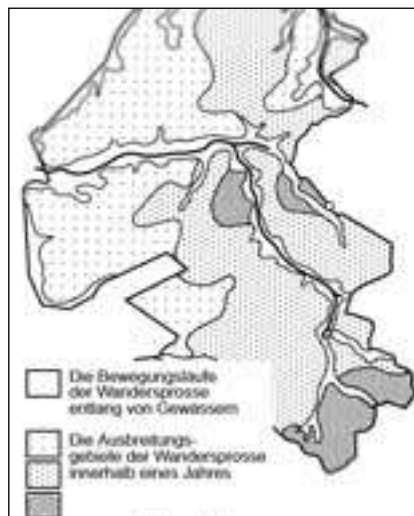 Die Bewegungsläufe
der Wandersprosse
entlang von Gewässern
Die Ausbreitungs-
gebiete der Wandersprosse
innerhalb eines Jahres